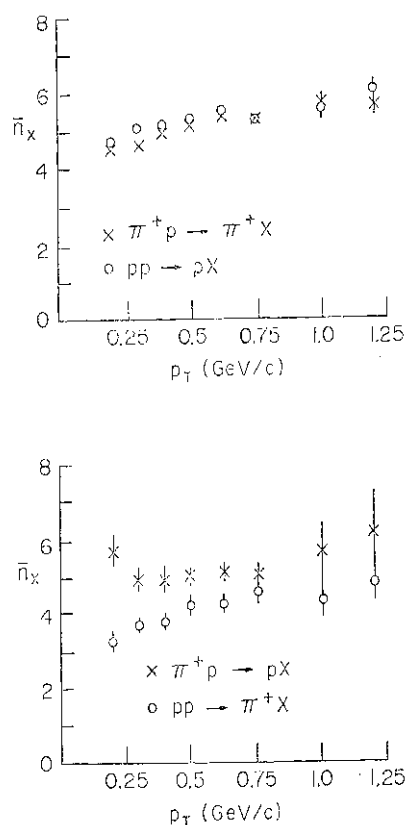 8
6
n̄x
4
2
× π⁺p → π⁺X
o pp → pX
0
0.25 0.5 0.75 1.0 1.25
pT (GeV/c)
8
6
n̄x
4
2
× π⁺p → pX
o pp → π⁺X
0
0.25 0.5 0.75 1.0 1.25
pT (GeV/c)